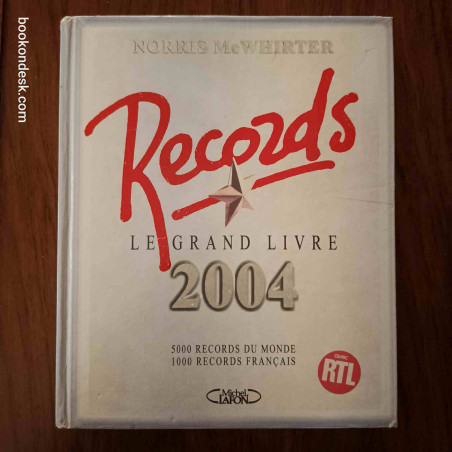 bookondesk.com
NORRIS McWHIRTER
Records
LE GRAND LIVRE
2004
5000 RECORDS DU MONDE
1000 RECORDS FRANÇAIS
avec
RTL
Michel
LAFON